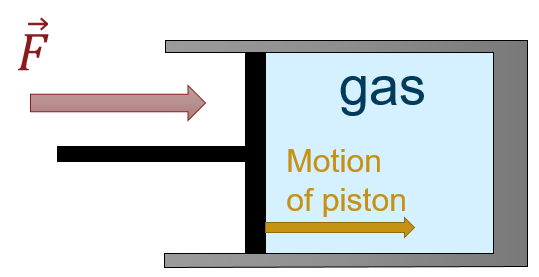 F⃗
gas
Motion
of piston